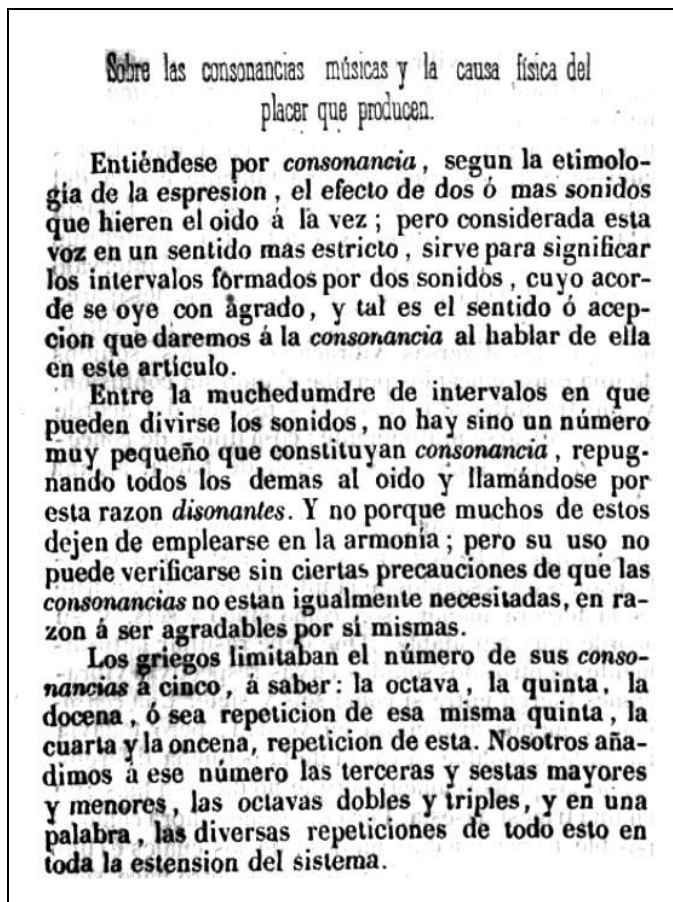 Sobre las consonancias músicas y la causa física del
placer que producen.
Entiéndese por consonancia, segun la etimolo-
gia de la espresion, el efecto de dos ó mas sonidos
que hieren el oido á la vez; pero considerada esta
voz en un sentido mas estricto, sirve para significar
los intervalos formados por dos sonidos, cuyo acor-
de se oye con agrado, y tal es el sentido ó acep-
cion que daremos á la consonancia al hablar de ella
en este artículo.
Entre la muchedumdre de intervalos en que
pueden divirse los sonidos, no hay sino un número
muy pequeño que constituyan consonancia, repug-
nando todos los demas al oido y llamándose por
esta razon disonantes. Y no porque muchos de estos
dejen de emplearse en la armonía; pero su uso no
puede verificarse sin ciertas precauciones de que las
consonancias no estan igualmente necesitadas, en ra-
zon á ser agradables por sí mismas.
Los griegos limitaban el número de sus conso-
nancias á cinco, á saber: la octava, la quinta, la
docena, ó sea repeticion de esa misma quinta, la
cuarta y la oncena, repeticion de esta. Nosotros aña-
dimos á ese número las terceras y sestas mayores
y menores, las octavas dobles y triples, y en una
palabra, las diversas repeticiones de todo esto en
toda la estension del sistema.